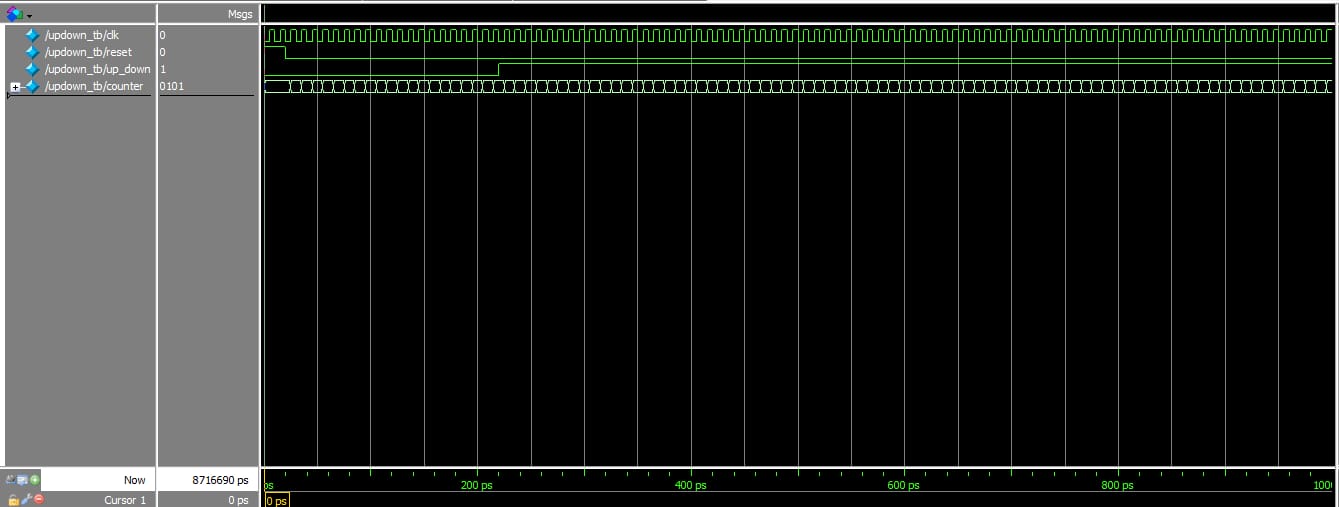 Msgs
/updown_tb/clk 0
/updown_tb/reset 0
/updown_tb/up_down 1
/updown_tb/counter 0101
Now 8716690 ps
ps 200 ps 400 ps 600 ps 800 ps 1000
Cursor 1 0 ps 0 ps